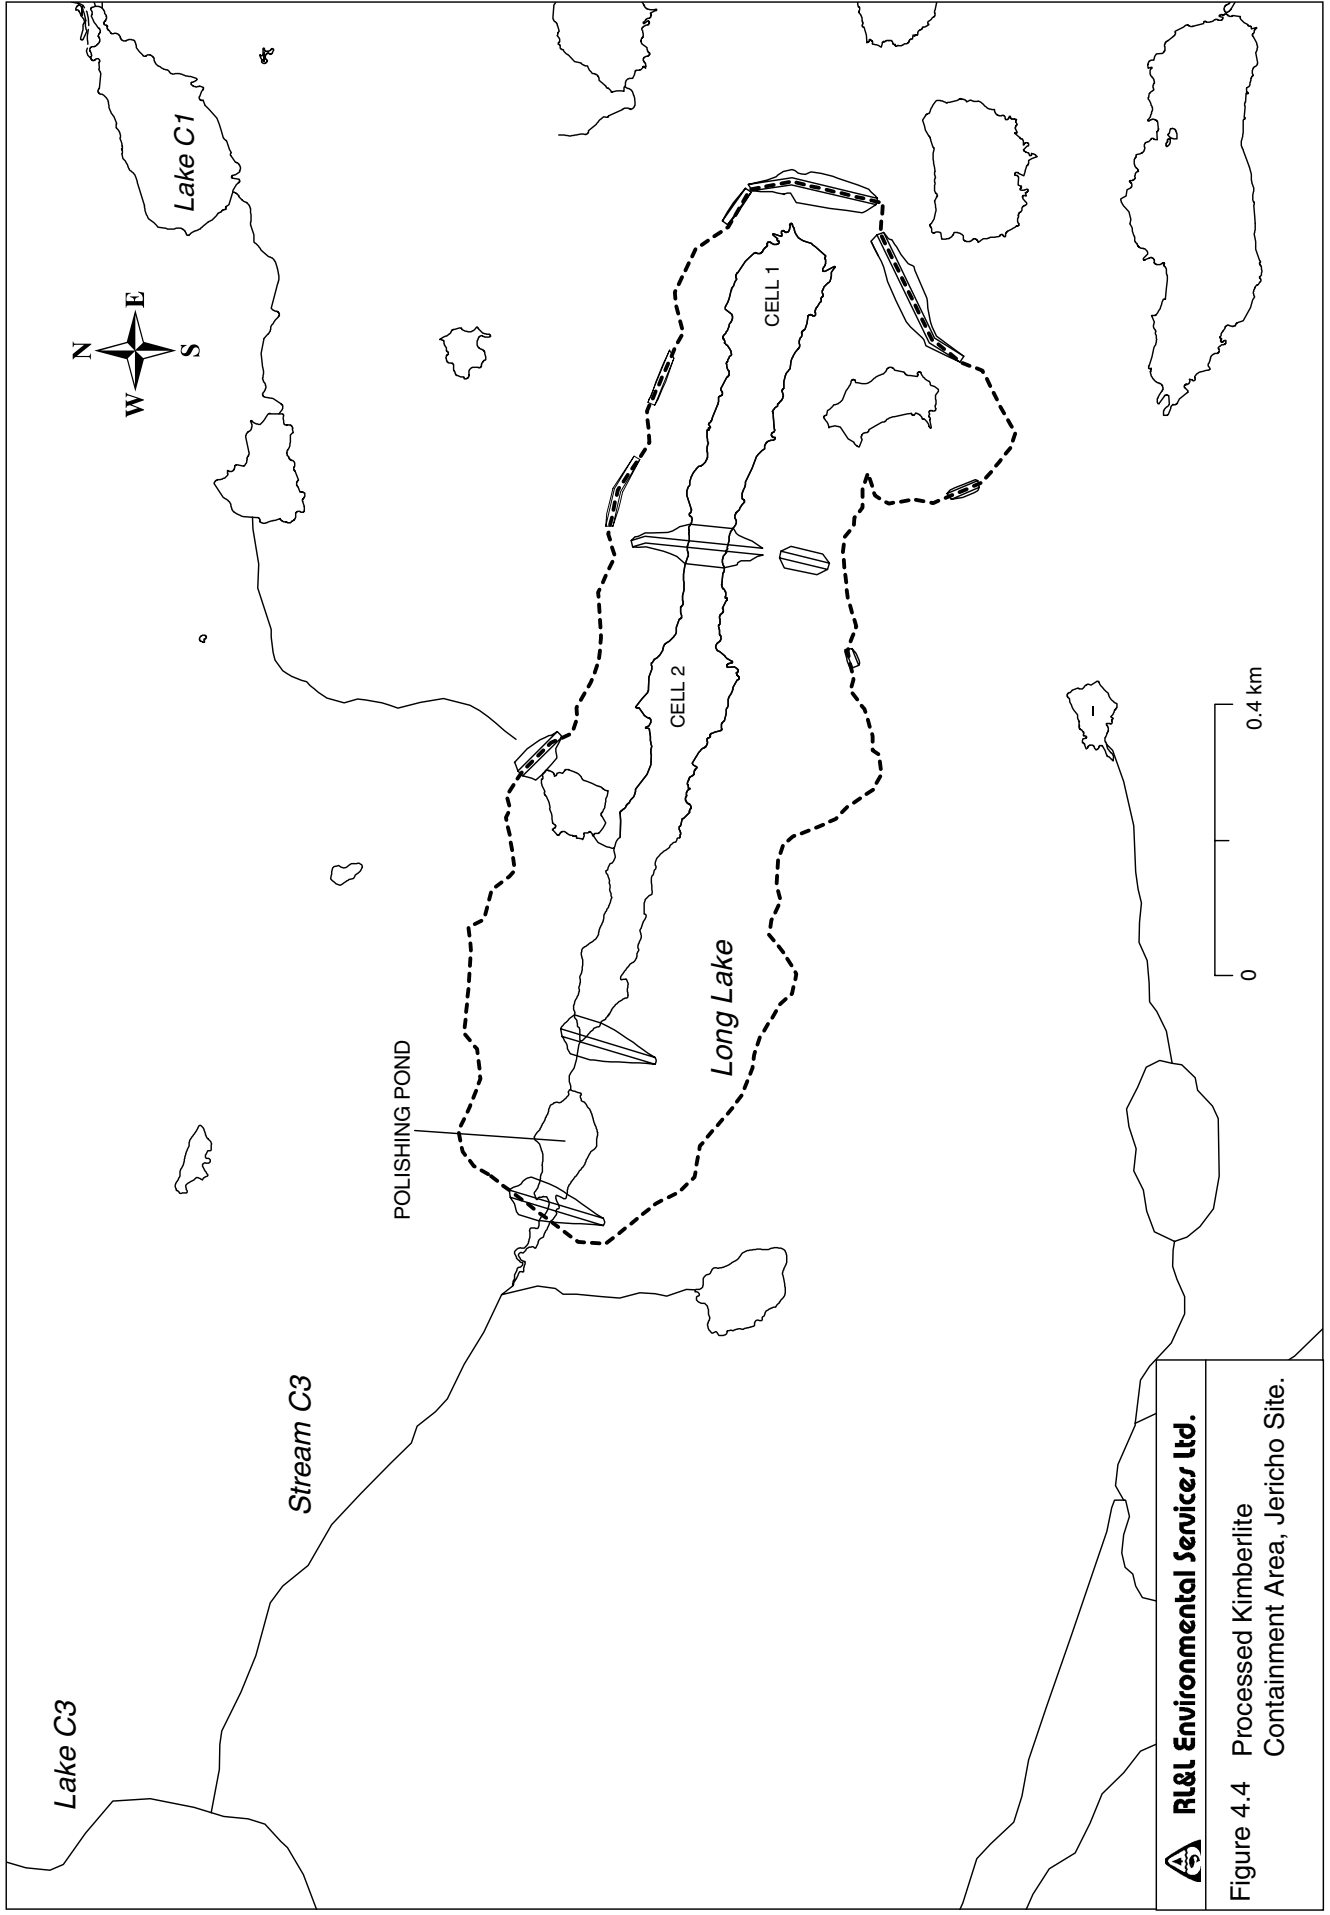 Lake C3
Stream C3
POLISHING POND
Long Lake
CELL 2
CELL 1
Lake C1
N
W
E
S
0
0.4 km
RL&L Environmental Services Ltd.
Figure 4.4 Processed Kimberlite
Containment Area, Jericho Site.